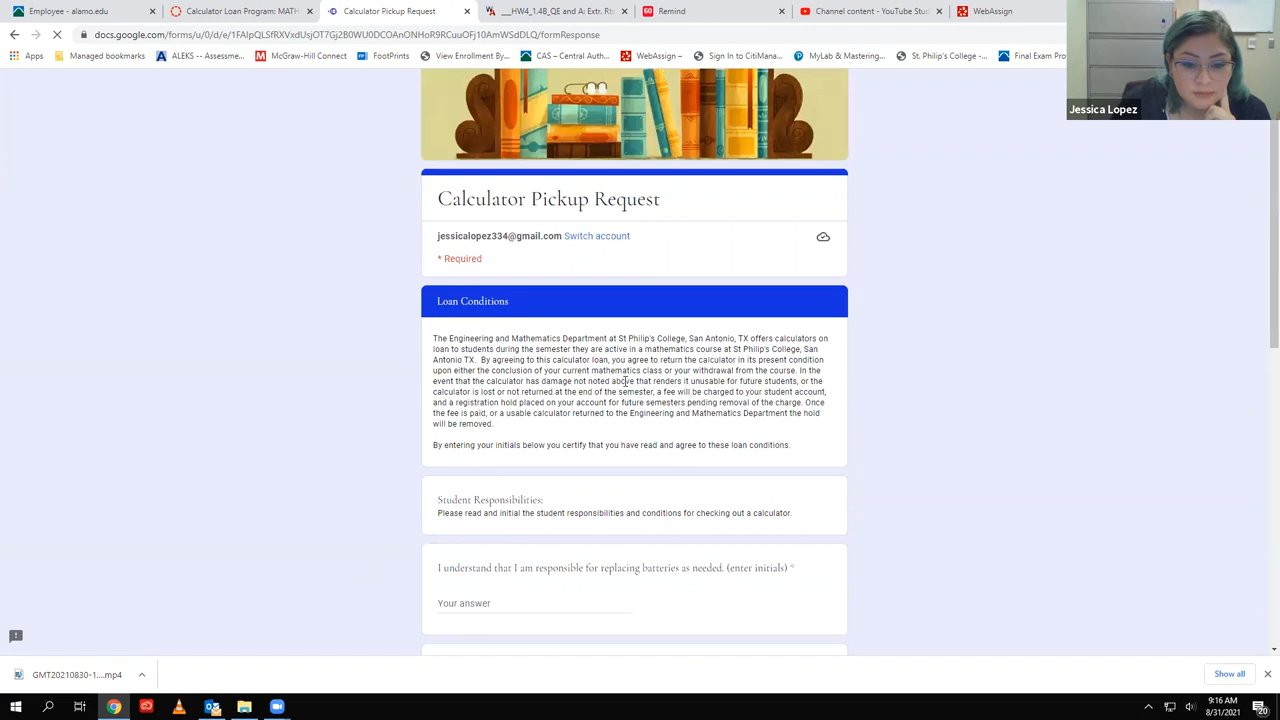 Employee - alamo.edu
Calculator Loan Program: MATH
Calculator Pickup Request
___HW4_1.4B_QE and A: Extr. R
Remind
Channel content - YouTube Stud
WebAssign
docs.google.com/forms/u/0/d/e/1FAIpQLSfRXVxdUsjOT7Gj2B0WU0DCOAnONHoR9RCuuOFj10AmWSdDLQ/formResponse
Apps
Managed bookmarks
ALEKS -- Assessme...
McGraw-Hill Connect
FootPrints
View Enrollment By...
CAS – Central Auth...
WebAssign –
Sign In to CitiMana...
MyLab & Mastering...
St. Philip's College -...
Final Exam Pro
Jessica Lopez
Calculator Pickup Request
jessicalopez334@gmail.com Switch account
* Required
Loan Conditions
The Engineering and Mathematics Department at St Philip's College, San Antonio, TX offers calculators on
loan to students during the semester they are active in a mathematics course at St Philip's College, San
Antonio TX.  By agreeing to this calculator loan, you agree to return the calculator in its present condition
upon either the conclusion of your current mathematics class or your withdrawal from the course. In the
event that the calculator has damage not noted above that renders it unusable for future students, or the
calculator is lost or not returned at the end of the semester, a fee will be charged to your student account,
and a registration hold placed on your account for future semesters pending removal of the charge. Once
the fee is paid, or a usable calculator returned to the Engineering and Mathematics Department the hold
will be removed.
By entering your initials below you certify that you have read and agree to these loan conditions.
Student Responsibilities:
Please read and initial the student responsibilities and conditions for checking out a calculator.
I understand that I am responsible for replacing batteries as needed. (enter initials) *
Your answer
GMT20210830-1....mp4
Show all
9:16 AM
8/31/2021
20